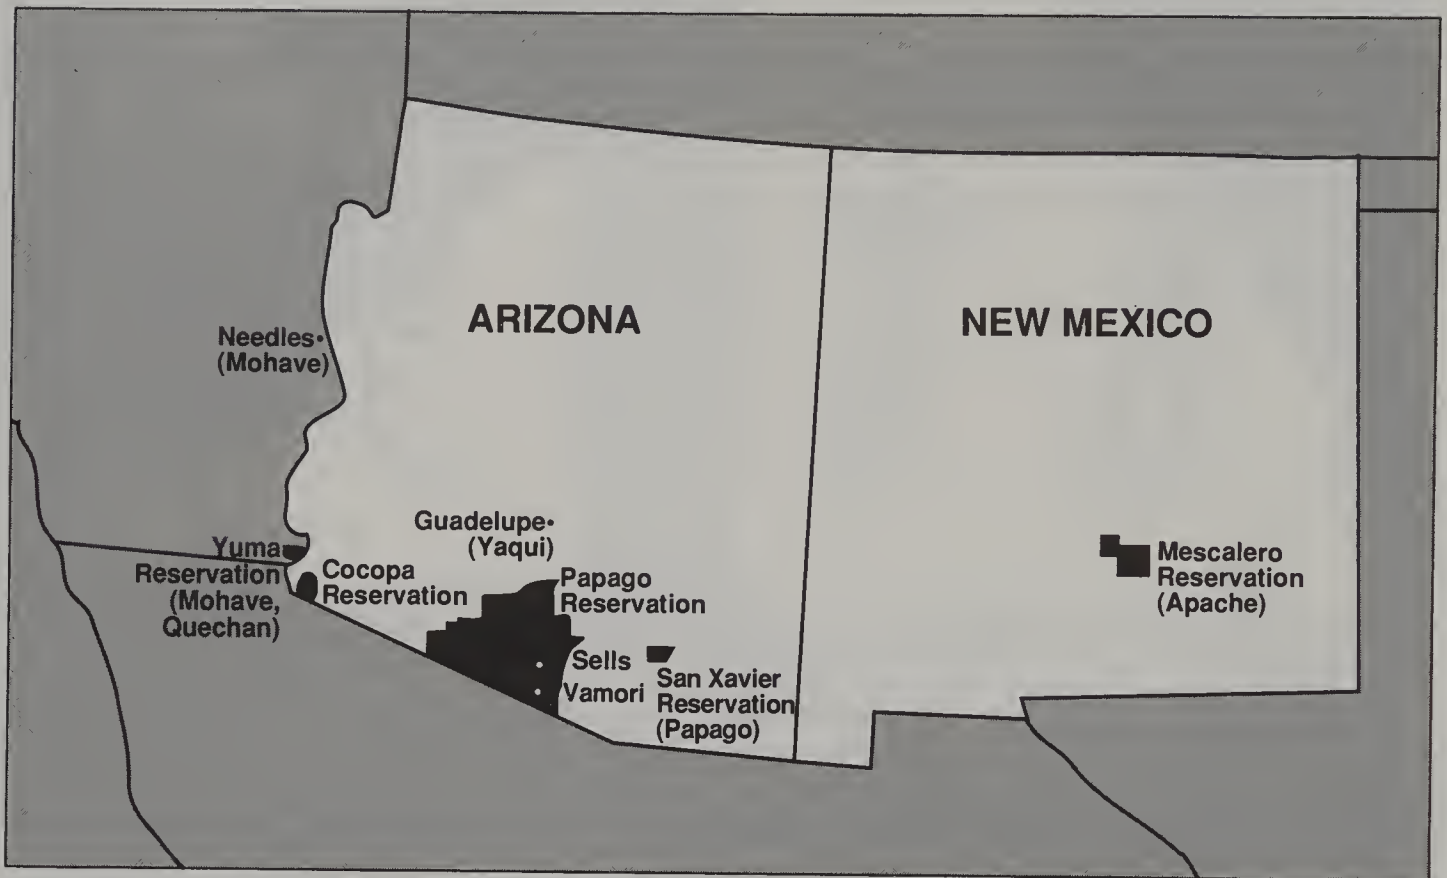 ARIZONA
NEW MEXICO
Needles
(Mohave)
Guadelupe
(Yaqui)
Yuma
Reservation
(Mohave,
Quechan)
Cocopa
Reservation
Papago
Reservation
Sells
Vamori
San Xavier
Reservation
(Papago)
Mescalero
Reservation
(Apache)